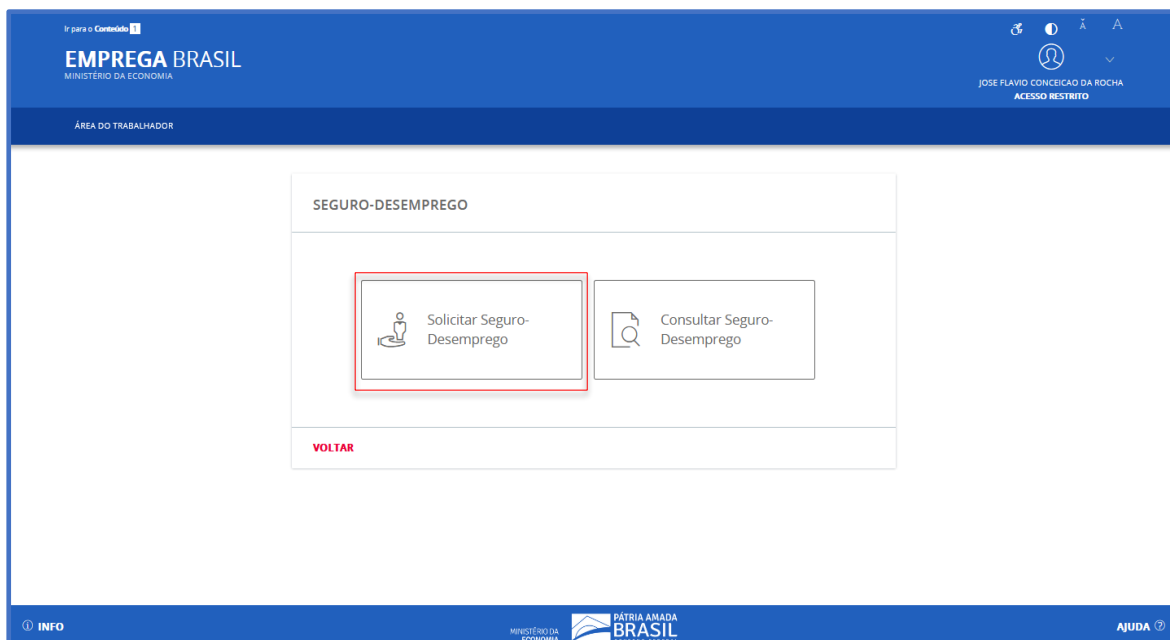 Ir para o Conteúdo 1
EMPREGA BRASIL
MINISTÉRIO DA ECONOMIA
Ă A
JOSE FLAVIO CONCEICAO DA ROCHA
ACESSO RESTRITO
ÁREA DO TRABALHADOR
SEGURO-DESEMPREGO
Solicitar Seguro-
Desemprego
Consultar Seguro-
Desemprego
VOLTAR
INFO
MINISTÉRIO DA
ECONOMIA
PÁTRIA AMADA
BRASIL
AJUDA